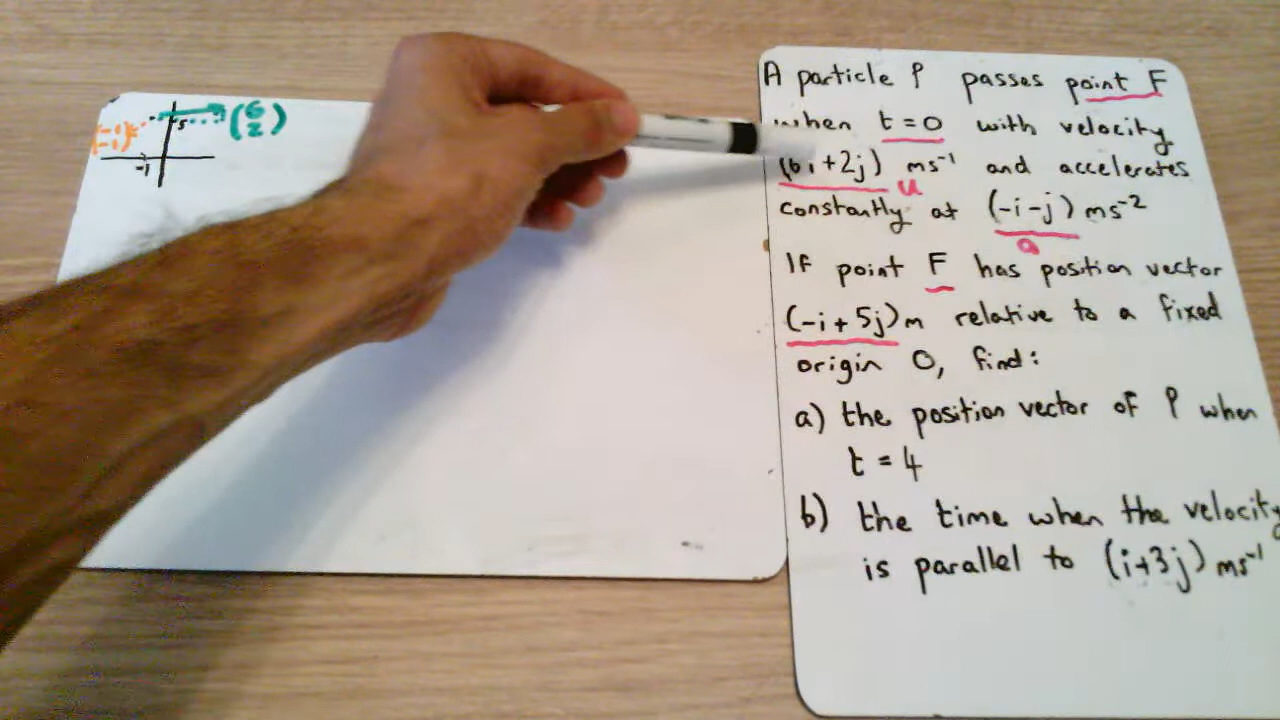 5
-1
(-1
-1)
(6
2)
A particle P passes point F
when t=0 with velocity
(6i+2j) ms⁻¹ and accelerates
u
constantly at (-i-j) ms⁻²
a
If point F has position vector
(-i+5j)m relative to a fixed
origin O, find:
a) the position vector of P when
t=4
b) the time when the velocity
is parallel to (i+3j) ms⁻¹